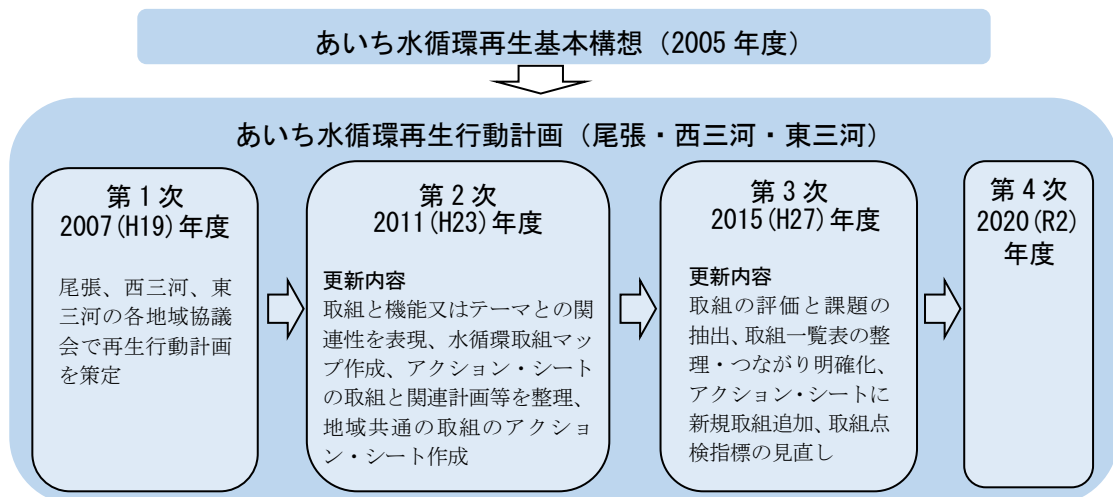 あいち水循環再生基本構想（2005 年度）
あいち水循環再生行動計画（尾張・西三河・東三河）
第１次
2007(H19)年度
尾張、西三河、東
三河の各地域協議
会で再生行動計画
を策定
第２次
2011(H23)年度
更新内容
取組と機能又はテーマとの関
連性を表現、水循環取組マッ
プ作成、アクション・シート
の取組と関連計画等を整理、
地域共通の取組のアクショ
ン・シート作成
第３次
2015(H27)年度
更新内容
取組の評価と課題の
抽出、取組一覧表の整
理・つながり明確化、
アクション・シートに
新規取組追加、取組点
検指標の見直し
第４次
2020(R2)
年度